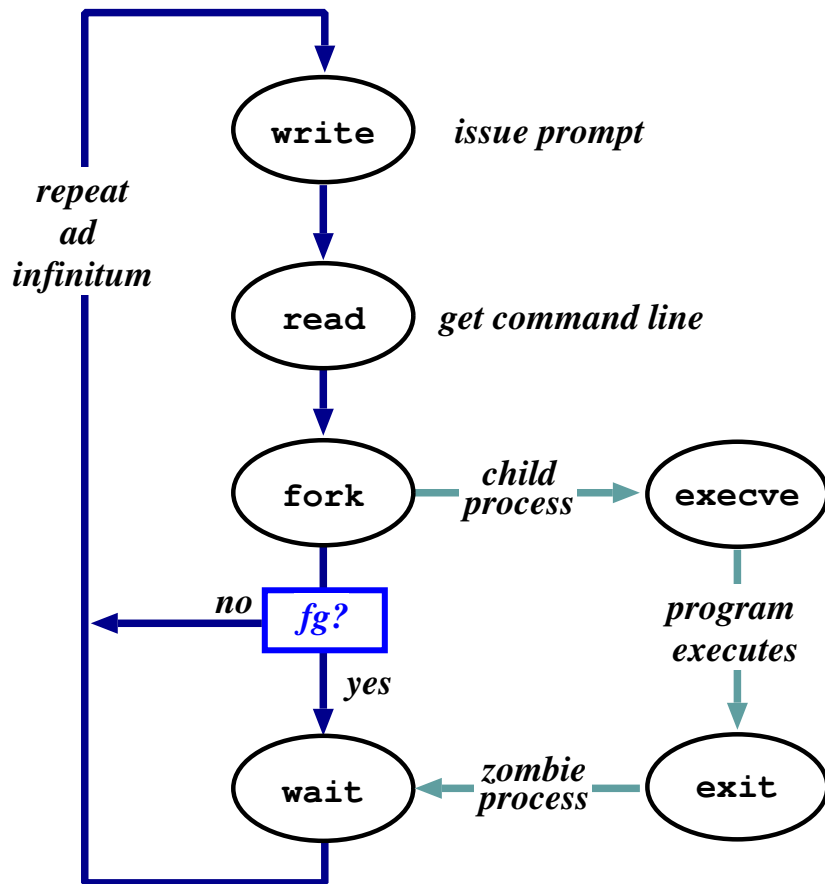 write
issue prompt
repeat
ad
infinitum
read
get command line
fork
child
process
execve
no
fg?
program
executes
yes
wait
zombie
process
exit